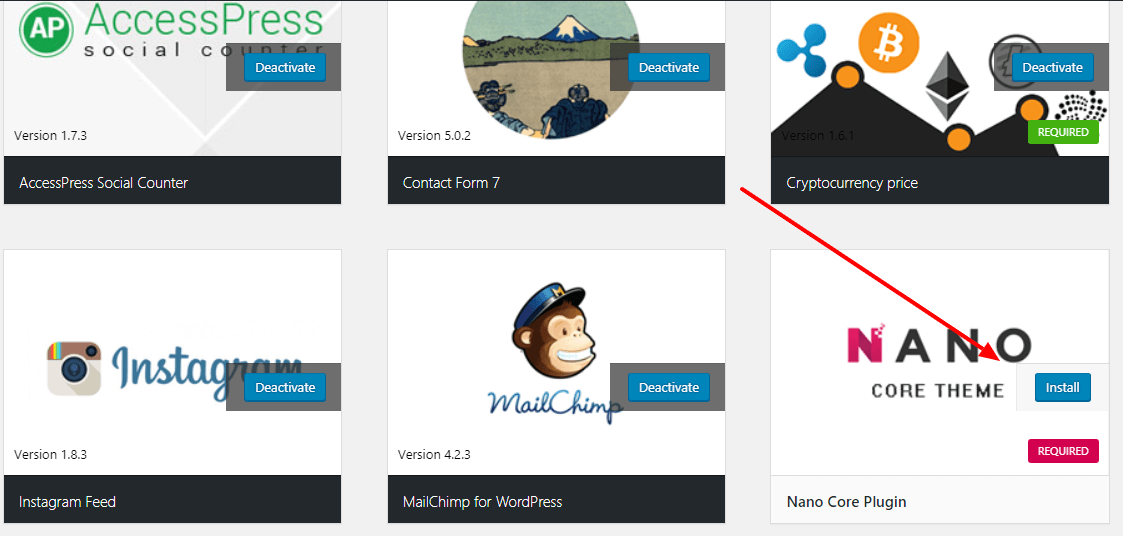 AP AccessPress
social counter
Deactivate
Version 1.7.3
AccessPress Social Counter
Deactivate
Version 5.0.2
Contact Form 7
Deactivate
Version 1.6.1
REQUIRED
Cryptocurrency price
Instagram
Deactivate
Version 1.8.3
Instagram Feed
MailChimp
Deactivate
Version 4.2.3
MailChimp for WordPress
NANO
CORE THEME
Install
REQUIRED
Nano Core Plugin